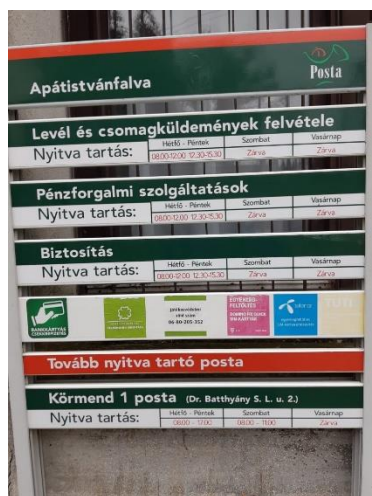 Posta
Apátistvánfalva
Levél és csomagküldemények felvétele
Nyitva tartás:
Hétfő - Péntek Szombat Vasárnap
08.00-12.00 12.30-15.30 Zárva Zárva
Pénzforgalmi szolgáltatások
Nyitva tartás:
Hétfő - Péntek Szombat Vasárnap
08.00-12.00 12.30-15.30 Zárva Zárva
Biztosítás
Nyitva tartás:
Hétfő - Péntek Szombat Vasárnap
08.00-12.00 12.30-15.30 Zárva Zárva
BANKKÁRTYÁS
EGYENLEG-
FELTÖLTÉS
telenor
Tovább nyitva tartó posta
Körmend 1 posta (Dr. Batthyány S. L. u. 2.)
Nyitva tartás:
Hétfő - Péntek Szombat Vasárnap
08.00 - 17.00 08.00 - 11.00 Zárva